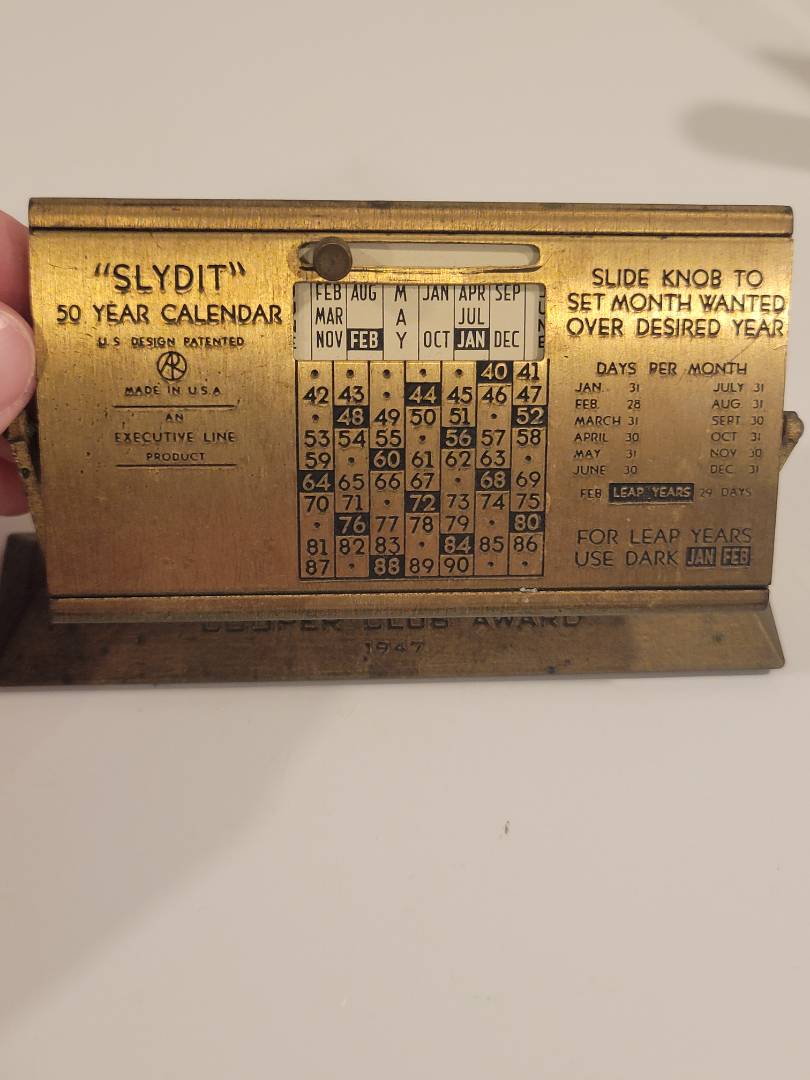 "SLYDIT"
50 YEAR CALENDAR
U.S DESIGN PATENTED
MADE IN U.S.A
AN
EXECUTIVE LINE
PRODUCT
FEB AUG M JAN APR SEP
MAR A JUL JUNE
NOV FEB Y OCT JAN DEC
• • • • • 40 41
42 43 • 44 45 46 47
• 48 49 50 51 • 52
53 54 55 • 56 57 58
59 • 60 61 62 63 •
64 65 66 67 • 68 69
70 71 • 72 73 74 75
• 76 77 78 79 • 80
81 82 83 • 84 85 86
87 • 88 89 90 • •
SLIDE KNOB TO
SET MONTH WANTED
OVER DESIRED YEAR
DAYS PER MONTH
JAN. 31 JULY 31
FEB. 28 AUG 31
MARCH 31 SEPT. 30
APRIL 30 OCT. 31
MAY 31 NOV 30
JUNE 30 DEC. 31
FEB LEAP YEARS 29 DAYS
FOR LEAP YEARS
USE DARK JAN FEB
COOPER CLUB AWARD
1947